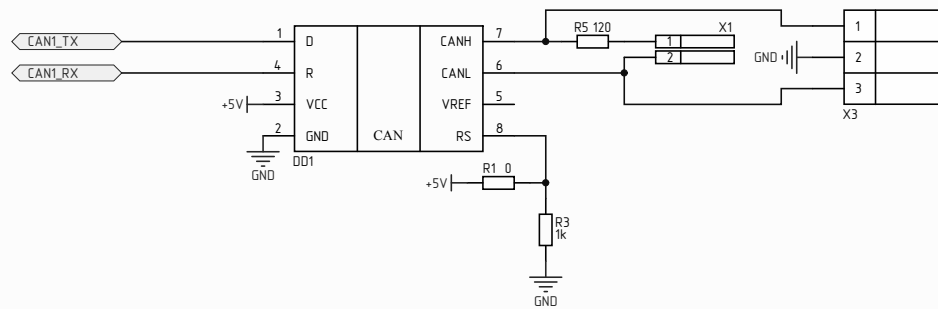 CAN1_TX
CAN1_RX
+5V
GND
1 D
4 R
3 VCC
2 GND
DD1
CAN
CANH 7
CANL 6
VREF 5
RS 8
R5 120
X1
1
2
GND
1
2
3
X3
R1 0
+5V
R3
1k
GND